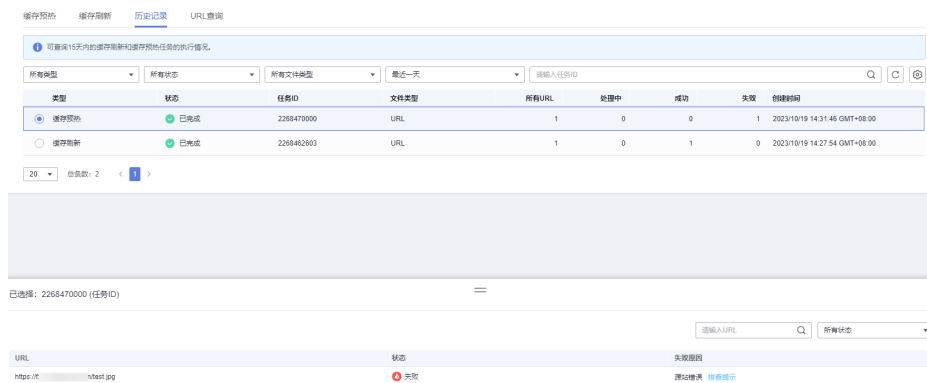 缓存预热 缓存刷新 历史记录 URL查询
可查询15天内的缓存刷新和缓存预热任务的执行情况。
所有类型 所有状态 所有文件类型 最近一天 请输入任务ID
类型 状态 任务ID 文件类型 所有URL 处理中 成功 失败 创建时间
缓存预热 已完成 2268470000 URL 1 0 0 1 2023/10/19 14:31:46 GMT+08:00
缓存刷新 已完成 2268462603 URL 1 0 1 0 2023/10/19 14:27:54 GMT+08:00
20 总条数: 2 < 1 >
已选择: 2268470000 (任务ID)
请输入URL 所有状态
URL 状态 失败原因
n/test.jpg 失败 源站错误 排查提示